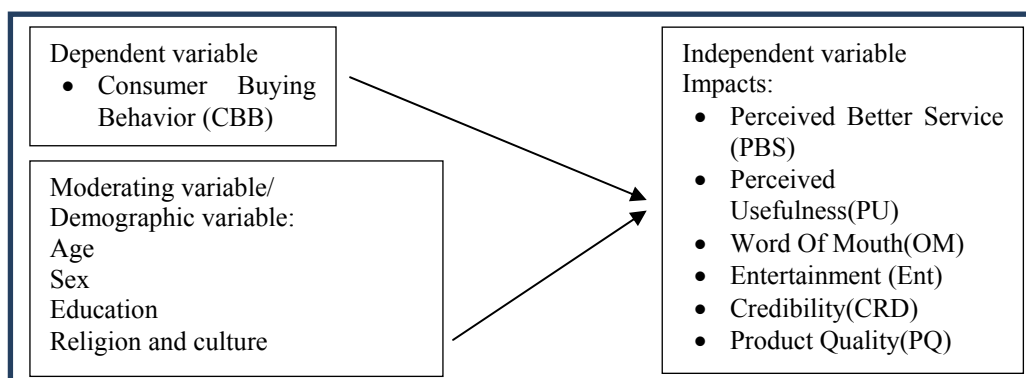 Dependent variable
• Consumer Buying
Behavior (CBB)
Moderating variable/
Demographic variable:
Age
Sex
Education
Religion and culture
Independent variable
Impacts:
• Perceived Better Service
(PBS)
• Perceived
Usefulness(PU)
• Word Of Mouth(OM)
• Entertainment (Ent)
• Credibility(CRD)
• Product Quality(PQ)